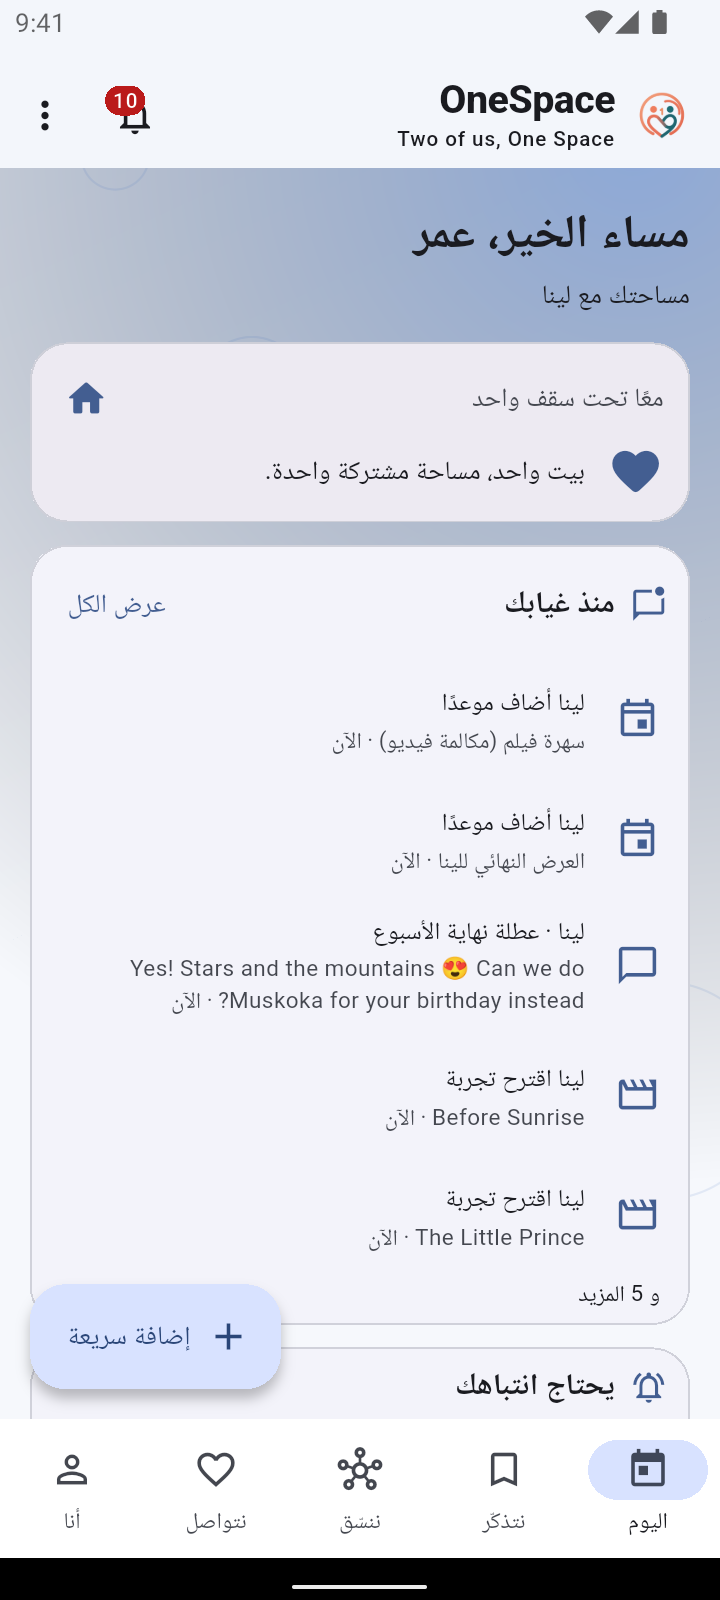 9:41
OneSpace
Two of us, One Space
10
مساء الخير، عمر
مساحتك مع لينا
معًا تحت سقف واحد
بيت واحد، مساحة مشتركة واحدة.
منذ غيابك
عرض الكل
لينا أضاف موعدًا
سهرة فيلم (مكالمة فيديو) · الآن
لينا أضاف موعدًا
العرض النهائي للينا · الآن
لينا · عطلة نهاية الأسبوع
Yes! Stars and the mountains 😍 Can we do
Muskoka for your birthday instead? · الآن
لينا اقترح تجربة
Before Sunrise · الآن
لينا اقترح تجربة
The Little Prince · الآن
و 5 المزيد
إضافة سريعة
يحتاج انتباهك
اليوم
نتذكّر
ننسّق
نتواصل
أنا